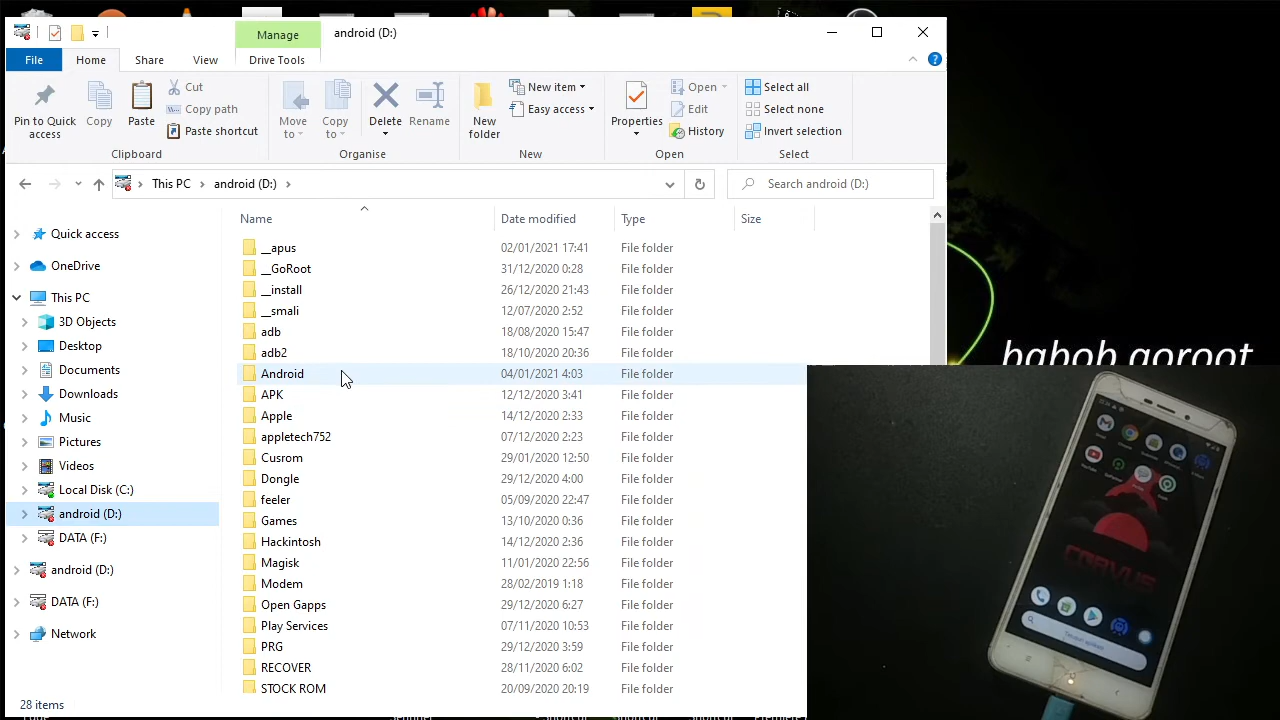 Manage
android (D:)
File
Home
Share
View
Drive Tools
Pin to Quick access
Copy
Paste
Cut
Copy path
Paste shortcut
Clipboard
Move to
Copy to
Delete
Rename
Organise
New folder
New item
Easy access
New
Properties
Open
Edit
History
Open
Select all
Select none
Invert selection
Select
This PC
android (D:)
Search android (D:)
Name
Date modified
Type
Size
Quick access
OneDrive
This PC
3D Objects
Desktop
Documents
Downloads
Music
Pictures
Videos
Local Disk (C:)
android (D:)
DATA (F:)
android (D:)
DATA (F:)
Network
__apus 02/01/2021 17:41 File folder
__GoRoot 31/12/2020 0:28 File folder
__install 26/12/2020 21:43 File folder
__smali 12/07/2020 2:52 File folder
adb 18/08/2020 15:47 File folder
adb2 18/10/2020 20:36 File folder
Android 04/01/2021 4:03 File folder
APK 12/12/2020 3:41 File folder
Apple 14/12/2020 2:33 File folder
appletech752 07/12/2020 2:23 File folder
Cusrom 29/01/2020 12:50 File folder
Dongle 29/12/2020 4:00 File folder
feeler 05/09/2020 22:47 File folder
Games 13/10/2020 0:36 File folder
Hackintosh 14/12/2020 2:36 File folder
Magisk 11/01/2020 22:56 File folder
Modem 28/02/2019 1:18 File folder
Open Gapps 29/12/2020 6:27 File folder
Play Services 07/11/2020 10:53 File folder
PRG 29/12/2020 3:59 File folder
RECOVER 28/11/2020 6:02 File folder
STOCK ROM 20/09/2020 20:19 File folder
28 items
babob goroot
CORVUS